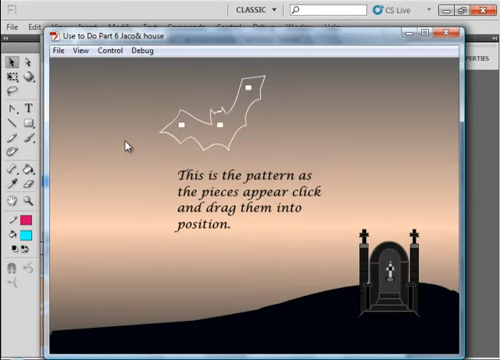 Fl
CLASSIC
CS Live
File
Use to Do Part 6 Jaco& house
File View Control Debug
PERTIES
This is the pattern as
the pieces appear click
and drag them into
position.